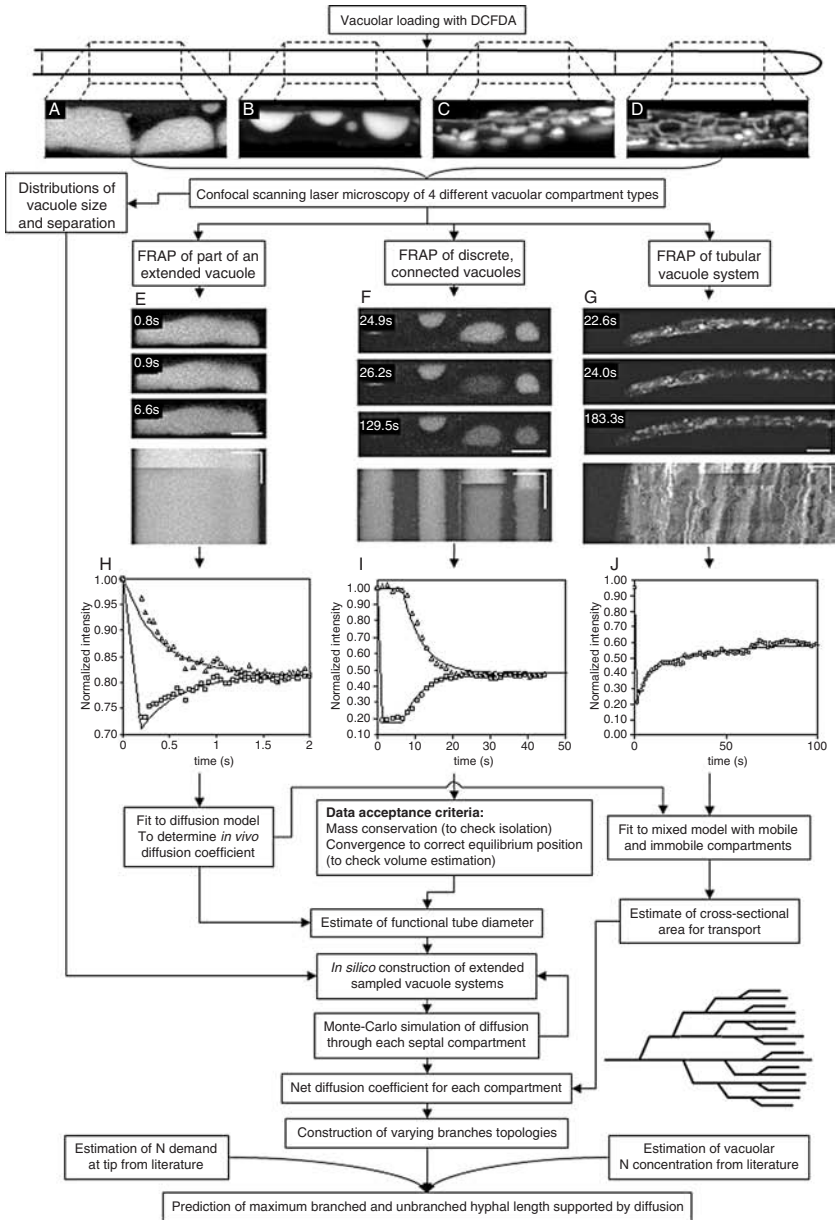 Vacuolar loading with DCFDA
A
B
C
D
Distributions of
vacuole size
and separation
Confocal scanning laser microscopy of 4 different vacuolar compartment types
FRAP of part of an
extended vacuole
FRAP of discrete,
connected vacuoles
FRAP of tubular
vacuole system
E
0.8s
0.9s
6.6s
F
24.9s
26.2s
129.5s
G
22.6s
24.0s
183.3s
H
Normalized intensity
1.00
0.95
0.90
0.85
0.80
0.75
0.70
0
0.5
1
1.5
2
time (s)
I
Normalized intensity
1.00
0.90
0.80
0.70
0.60
0.50
0.40
0.30
0.20
0.10
0
10
20
30
40
50
time (s)
J
Normalized intensity
1.00
0.90
0.80
0.70
0.60
0.50
0.40
0.30
0.20
0.10
0.00
0
50
100
time (s)
Fit to diffusion model
To determine in vivo
diffusion coefficient
Data acceptance criteria:
Mass conservation (to check isolation)
Convergence to correct equilibrium position
(to check volume estimation)
Fit to mixed model with mobile
and immobile compartments
Estimate of functional tube diameter
Estimate of cross-sectional
area for transport
In silico construction of extended
sampled vacuole systems
Monte-Carlo simulation of diffusion
through each septal compartment
Net diffusion coefficient for each compartment
Construction of varying branches topologies
Estimation of N demand
at tip from literature
Estimation of vacuolar
N concentration from literature
Prediction of maximum branched and unbranched hyphal length supported by diffusion